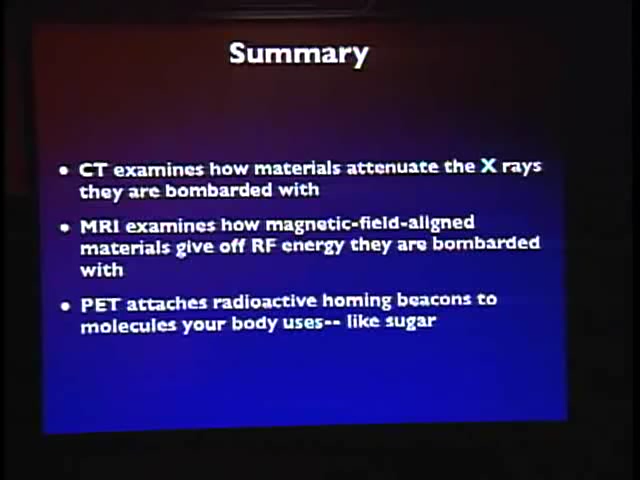 Summary
• CT examines how materials attenuate the X rays
they are bombarded with
• MRI examines how magnetic-field-aligned
materials give off RF energy they are bombarded
with
• PET attaches radioactive homing beacons to
molecules your body uses-- like sugar